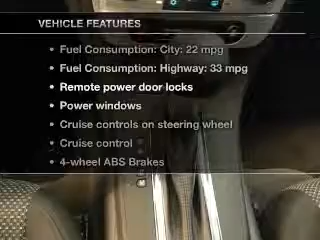 VEHICLE FEATURES
• Fuel Consumption: City: 22 mpg
• Fuel Consumption: Highway: 33 mpg
• Remote power door locks
• Power windows
• Cruise controls on steering wheel
• Cruise control
• 4-wheel ABS Brakes